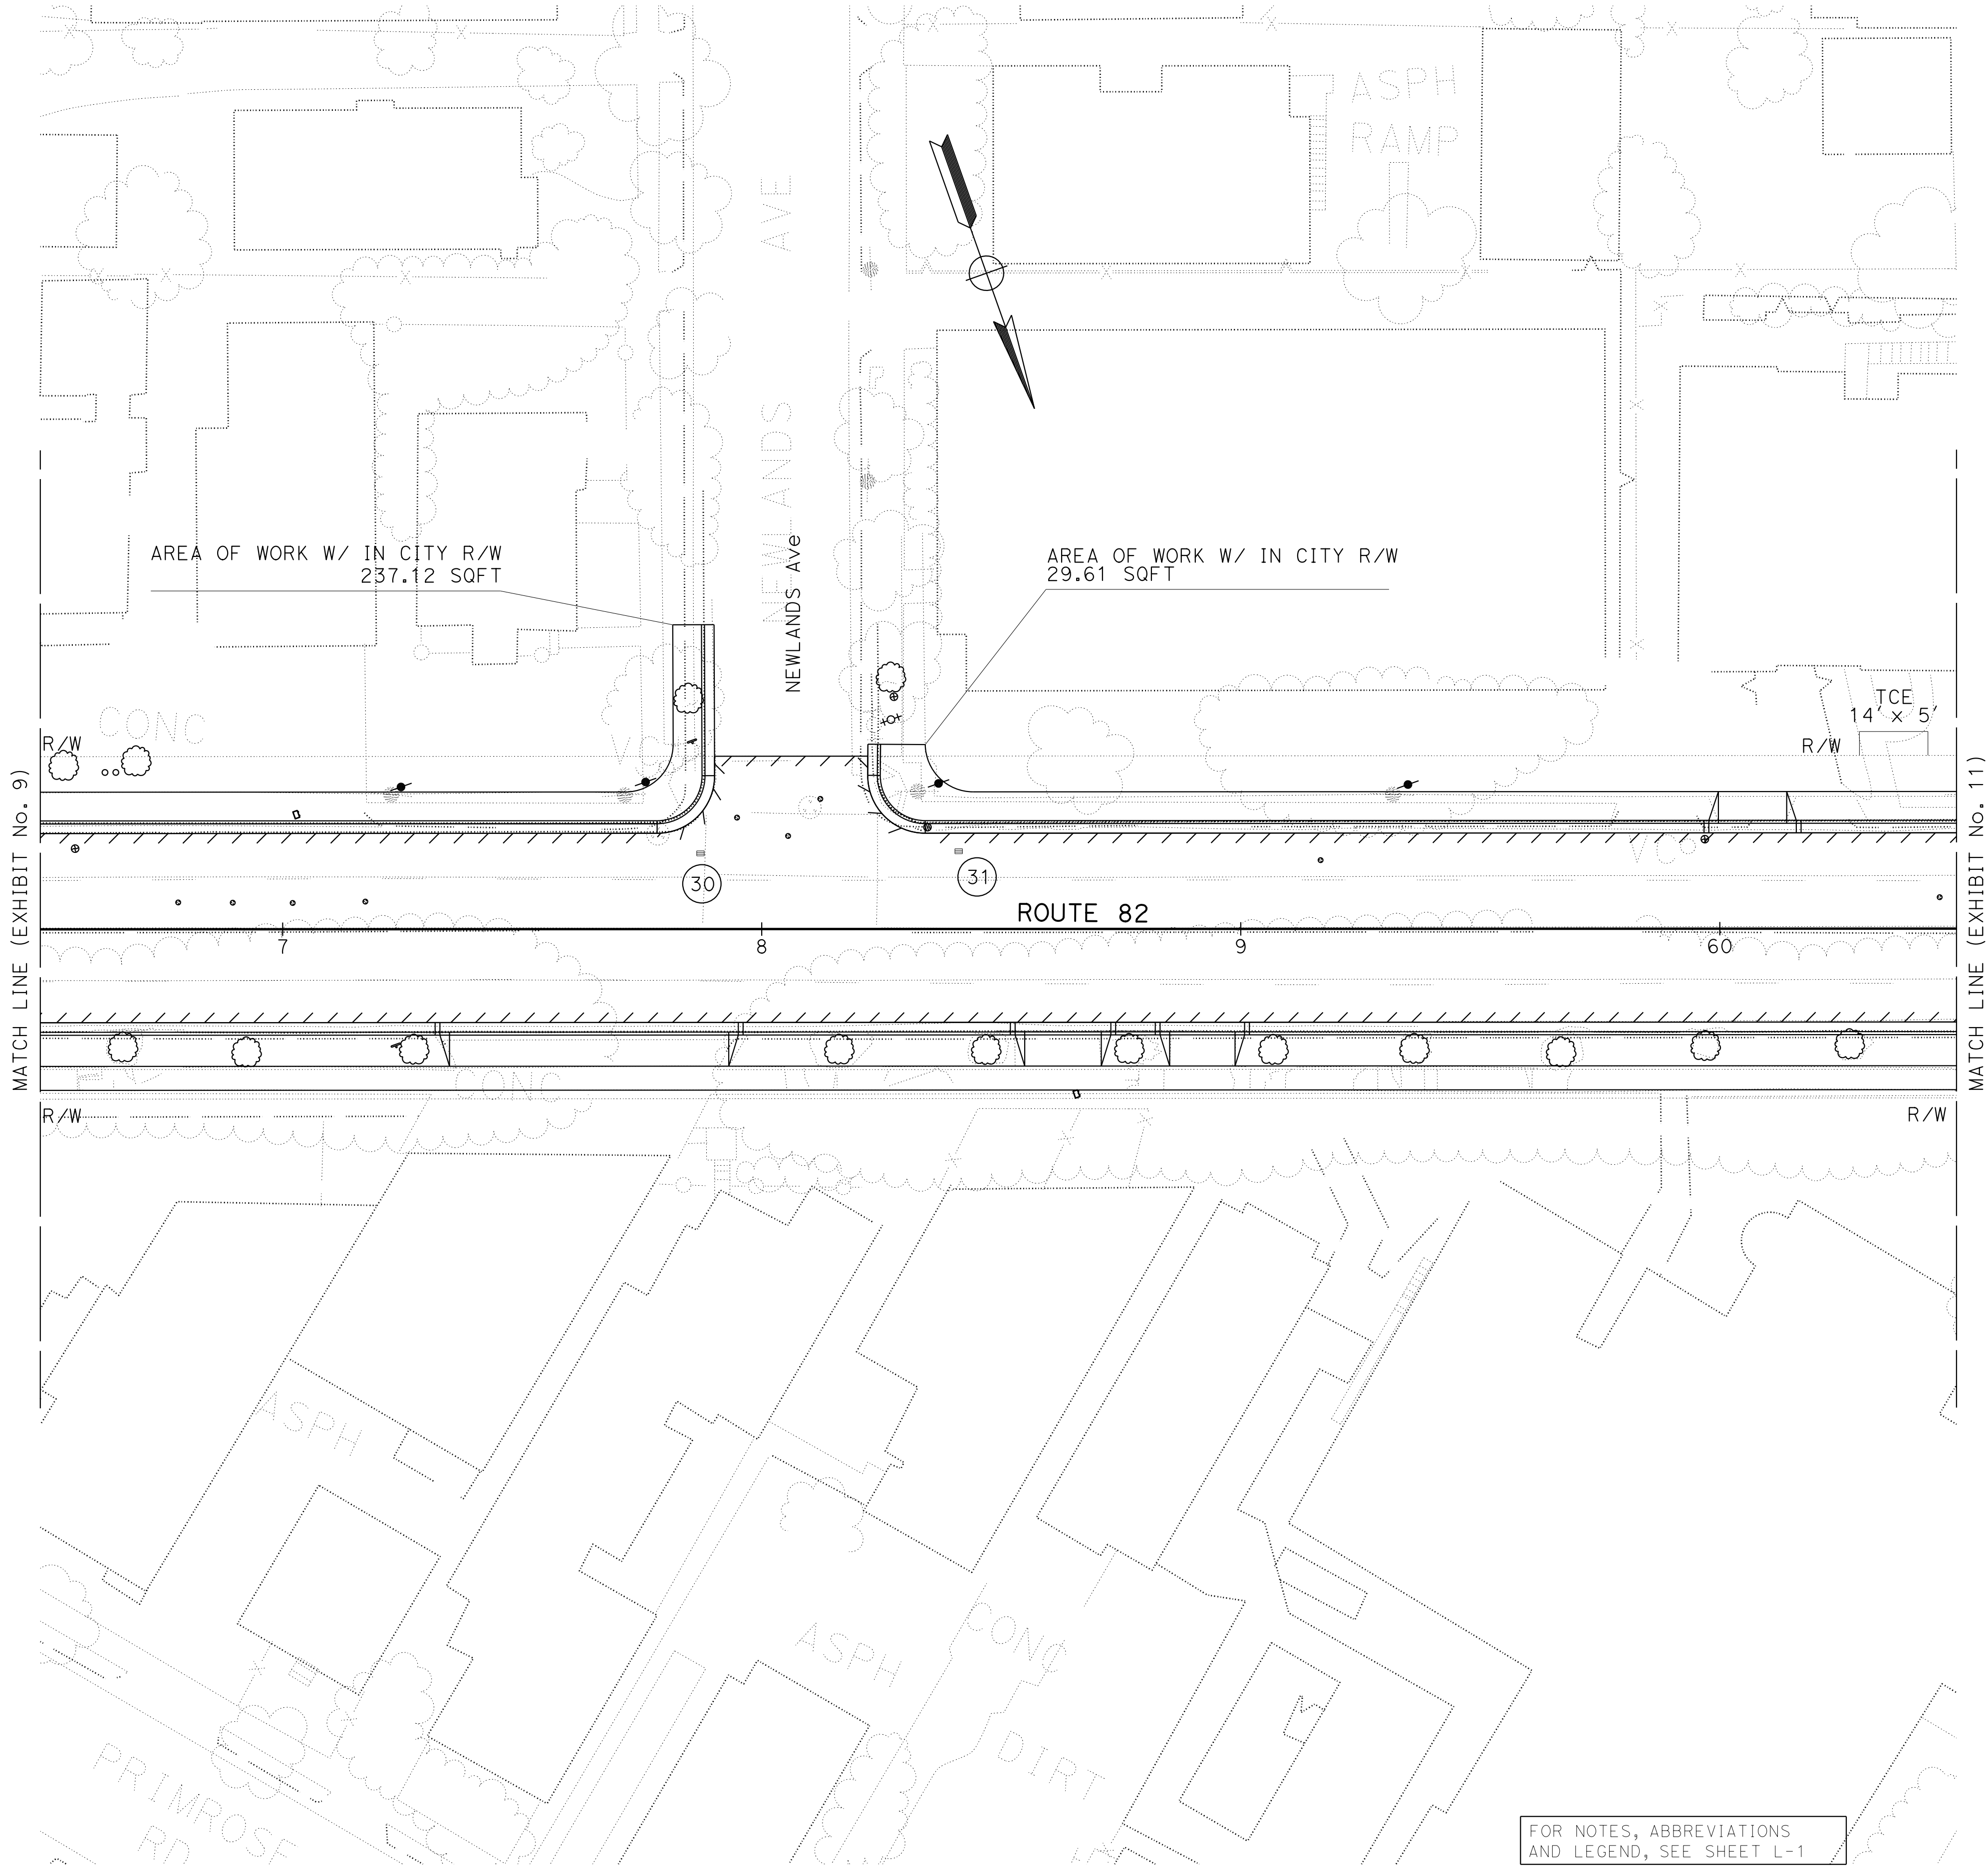 ASPH
RAMP
NEWLANDS AVE
AREA OF WORK W/ IN CITY R/W
237.12 SQFT
NEWLANDS Ave
AREA OF WORK W/ IN CITY R/W
29.61 SQFT
CONC
TCE
14' x 5'
R/W
R/W
MATCH LINE (EXHIBIT No. 9)
MATCH LINE (EXHIBIT No. 11)
30
31
ROUTE 82
7
8
9
60
CONC
R/W
R/W
ASPH
ASPH
CONC
DIRT
PRIMROSE
RD
FOR NOTES, ABBREVIATIONS
AND LEGEND, SEE SHEET L-1